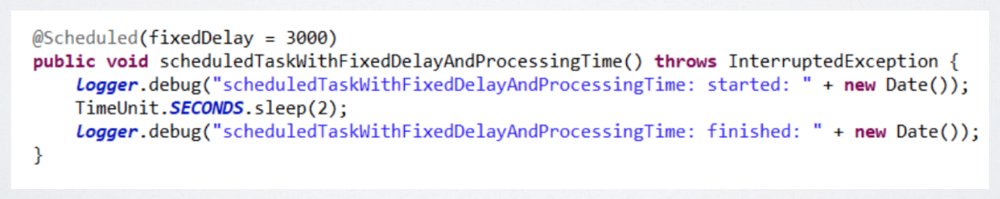 @Scheduled(fixedDelay = 3000)
public void scheduledTaskWithFixedDelayAndProcessingTime() throws InterruptedException {
    logger.debug("scheduledTaskWithFixedDelayAndProcessingTime: started: " + new Date());
    TimeUnit.SECONDS.sleep(2);
    logger.debug("scheduledTaskWithFixedDelayAndProcessingTime: finished: " + new Date());
}